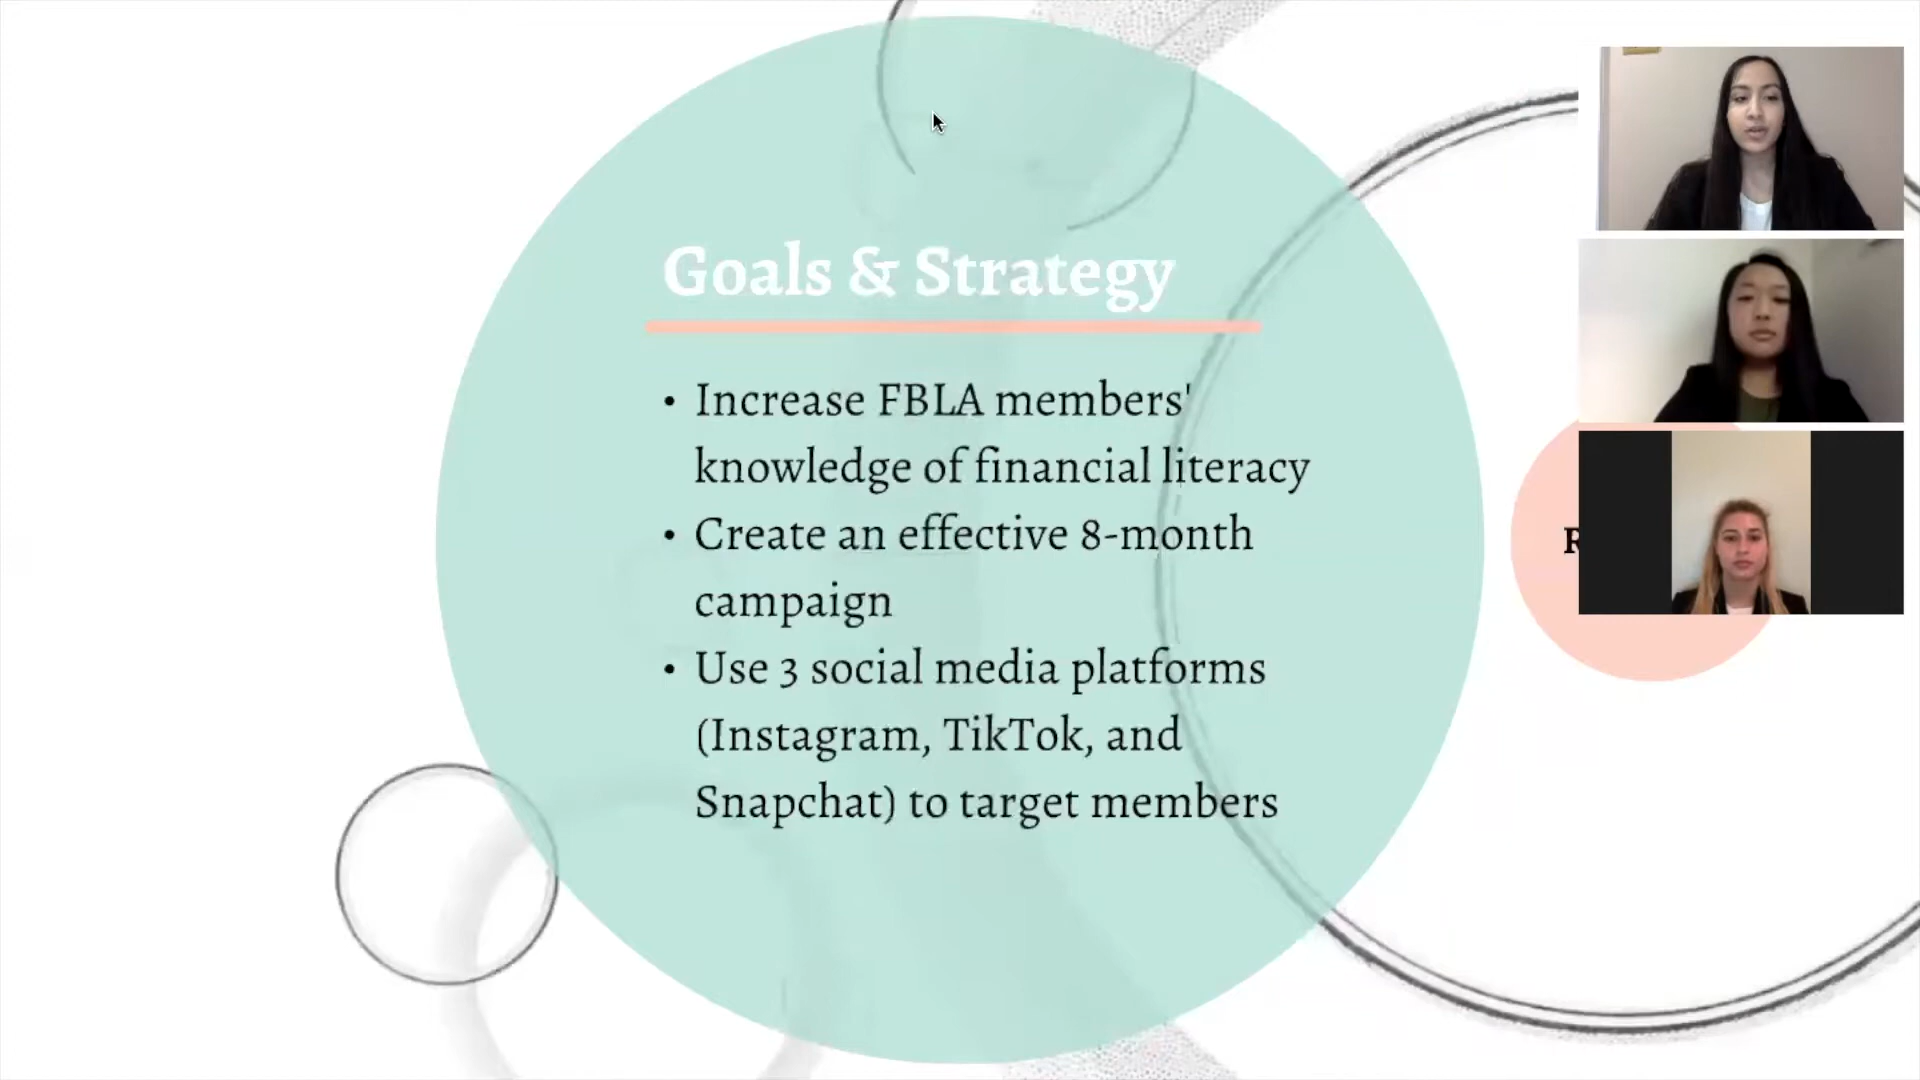 Goals & Strategy
• Increase FBLA members'
knowledge of financial literacy
• Create an effective 8-month
campaign
• Use 3 social media platforms
(Instagram, TikTok, and
Snapchat) to target members